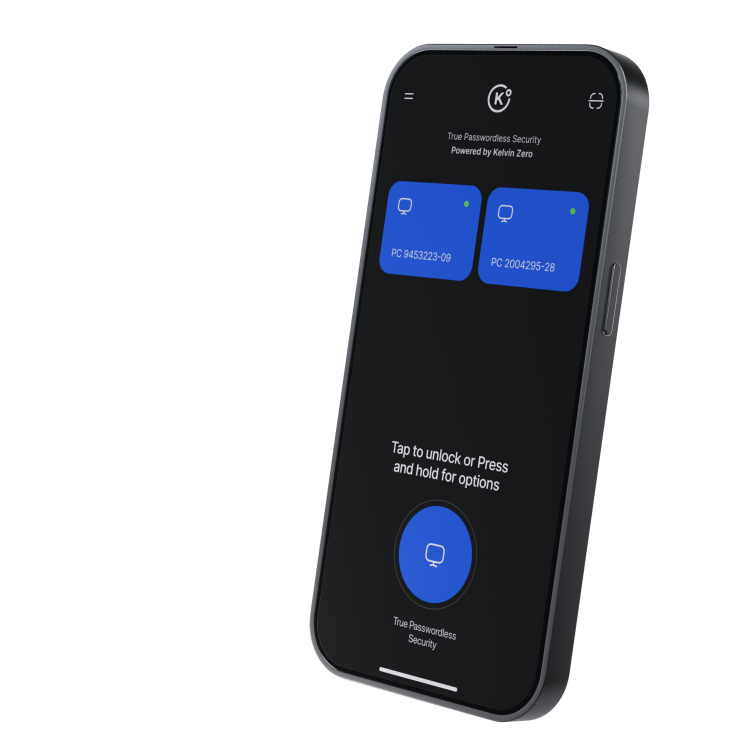 K°
True Passwordless Security
Powered by Kelvin Zero
PC 9453223-09
PC 2004295-28
Tap to unlock or Press
and hold for options
True Passwordless
Security